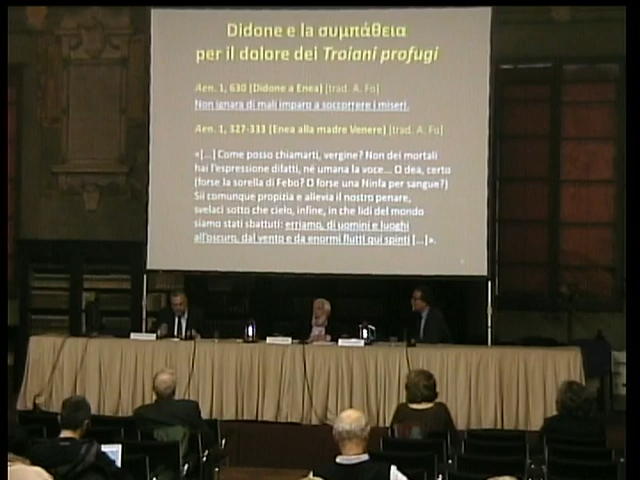 Didone e la συμπάθεια
per il dolore dei Troiani profugi
Aen. 1, 630 (Didone a Enea) [trad. A. Fo]
Non ignara di mali imparo a soccorrere i miseri.
Aen. 1, 327-333 (Enea alla madre Venere) [trad. A. Fo]
«[...] Come posso chiamarti, vergine? Non dei mortali
hai l'espressione difatti, né umana la voce... O dea, certo
(forse la sorella di Febo? O forse una Ninfa per sangue?)
Sii comunque propizia e allevia il nostro penare,
svelaci sotto che cielo, infine, in che lidi del mondo
siamo stati sbattuti: erriamo, di uomini e luoghi
all'oscuro, dal vento e da enormi flutti qui spinti [...]».